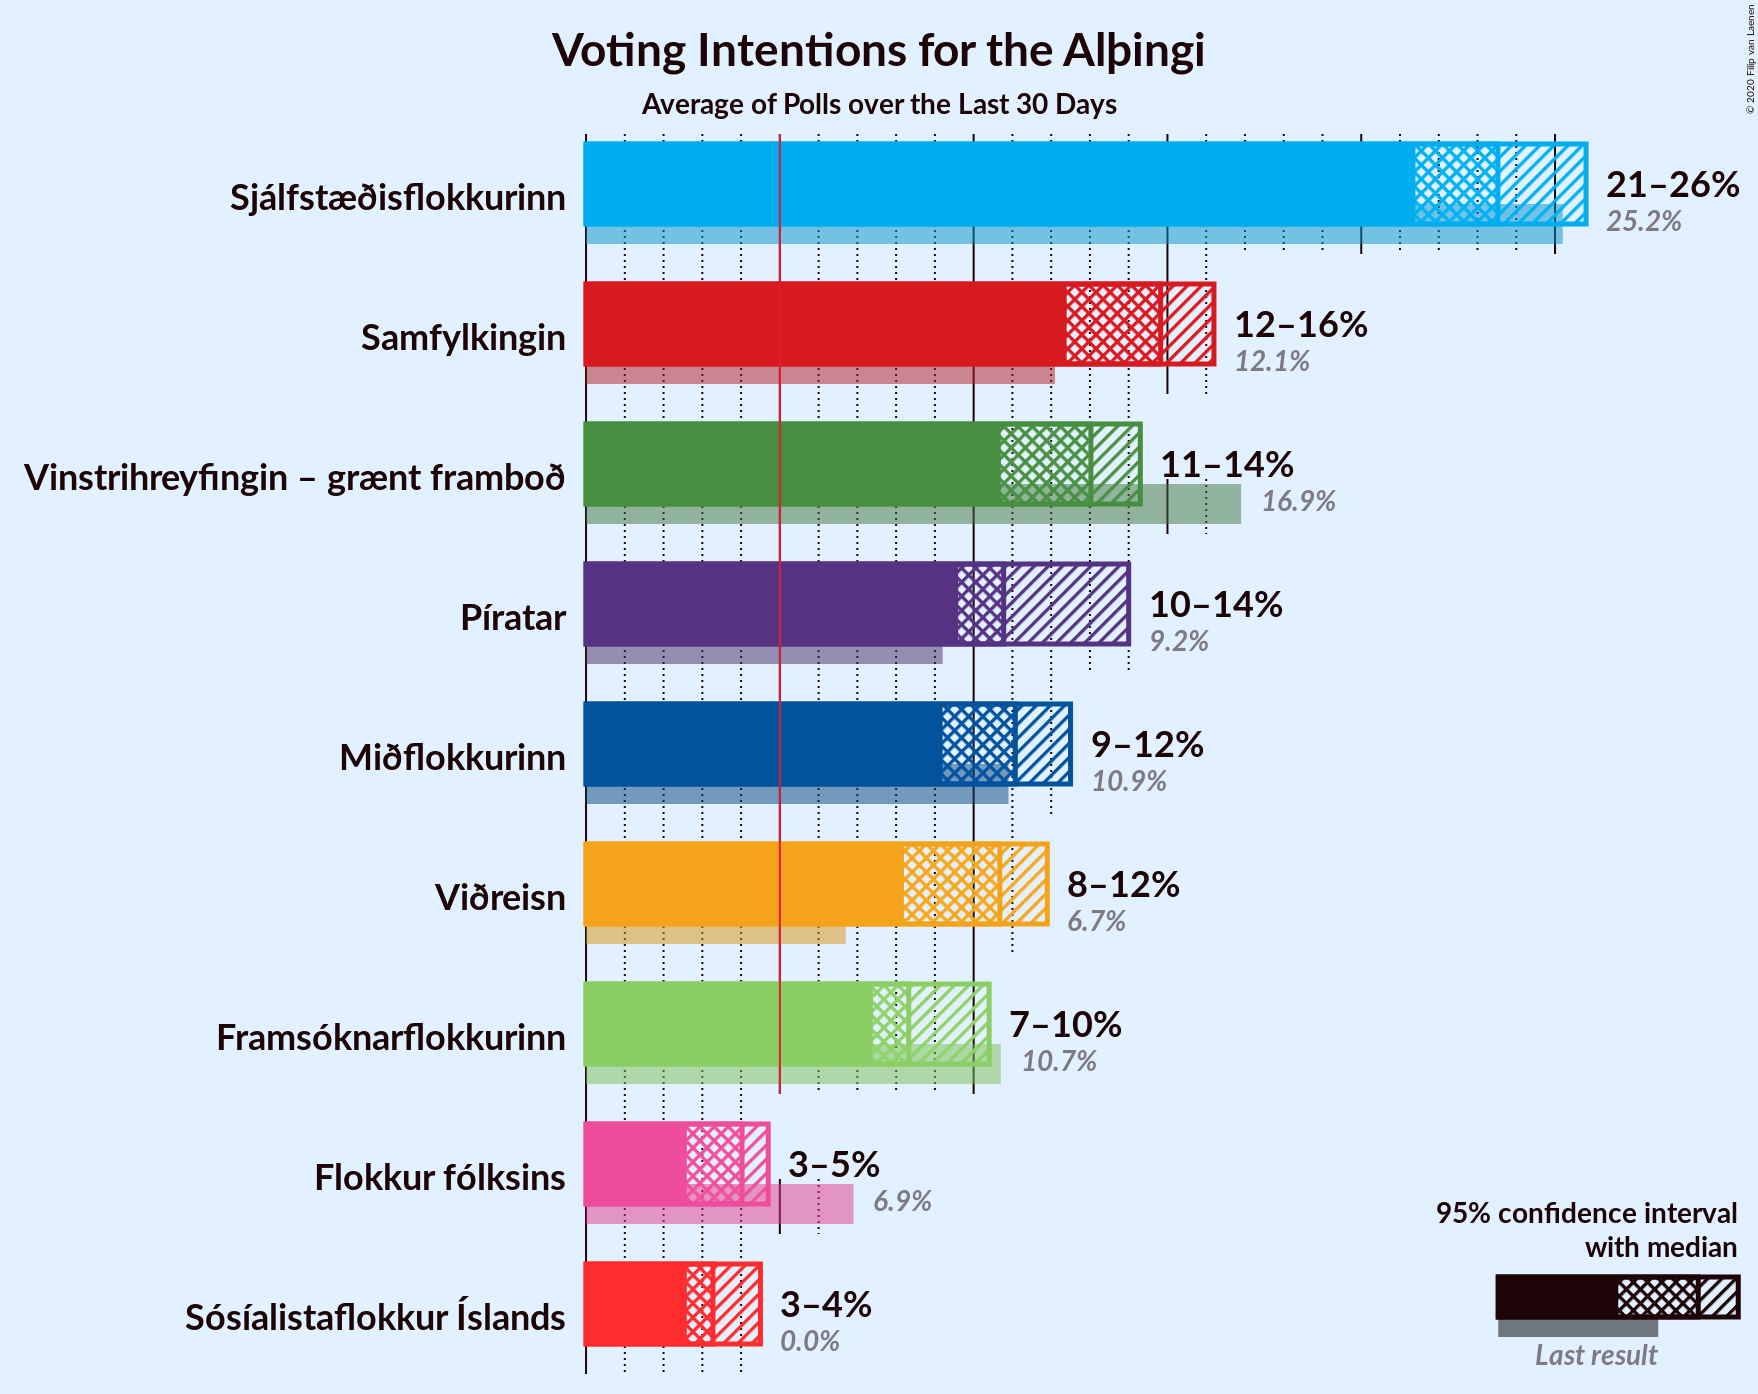 Voting Intentions for the Alþingi
Average of Polls over the Last 30 Days
© 2020 Filip van Laenen
Sjálfstæðisflokkurinn
21–26%
25.2%
Samfylkingin
12–16%
12.1%
Vinstrihreyfingin – grænt framboð
11–14%
16.9%
Píratar
10–14%
9.2%
Miðflokkurinn
9–12%
10.9%
Viðreisn
8–12%
6.7%
Framsóknarflokkurinn
7–10%
10.7%
Flokkur fólksins
3–5%
6.9%
Sósíalistaflokkur Íslands
3–4%
0.0%
95% confidence interval
with median
Last result